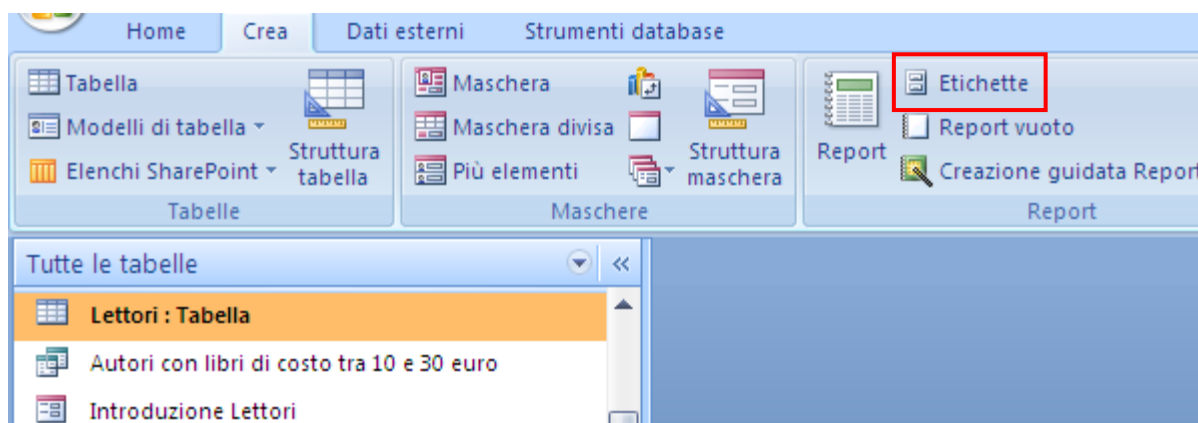 Home Crea Dati esterni Strumenti database
Tabella
Modelli di tabella
Elenchi SharePoint
Struttura
tabella
Tabelle
Maschera
Maschera divisa
Più elementi
Struttura
maschera
Maschere
Report
Etichette
Report vuoto
Creazione guidata Report
Report
Tutte le tabelle
Lettori : Tabella
Autori con libri di costo tra 10 e 30 euro
Introduzione Lettori